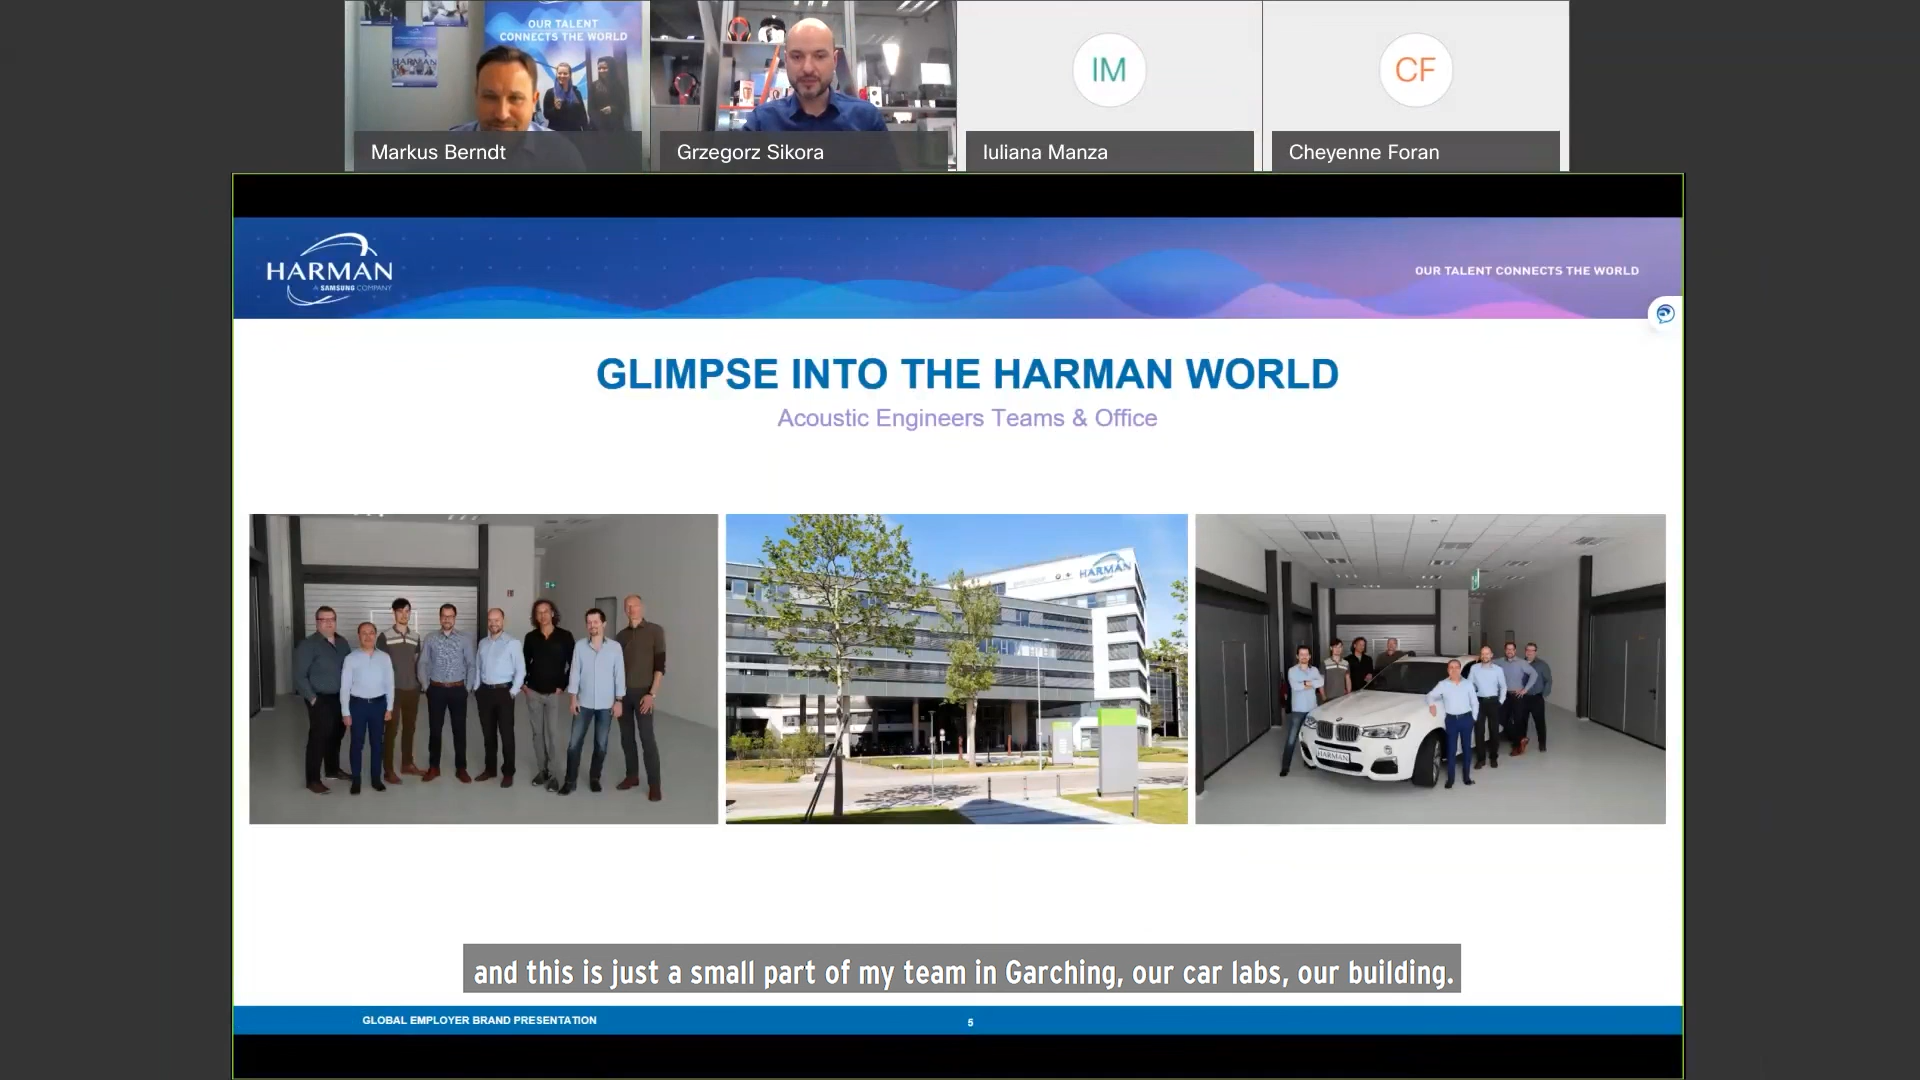 OUR TALENT
CONNECTS THE WORLD
HARMAN
Markus Berndt
Grzegorz Sikora
IM
Iuliana Manza
CF
Cheyenne Foran
HARMAN
A SAMSUNG COMPANY
OUR TALENT CONNECTS THE WORLD
GLIMPSE INTO THE HARMAN WORLD
Acoustic Engineers Teams & Office
HARMAN
HARMAN
and this is just a small part of my team in Garching, our car labs, our building.
GLOBAL EMPLOYER BRAND PRESENTATION
5